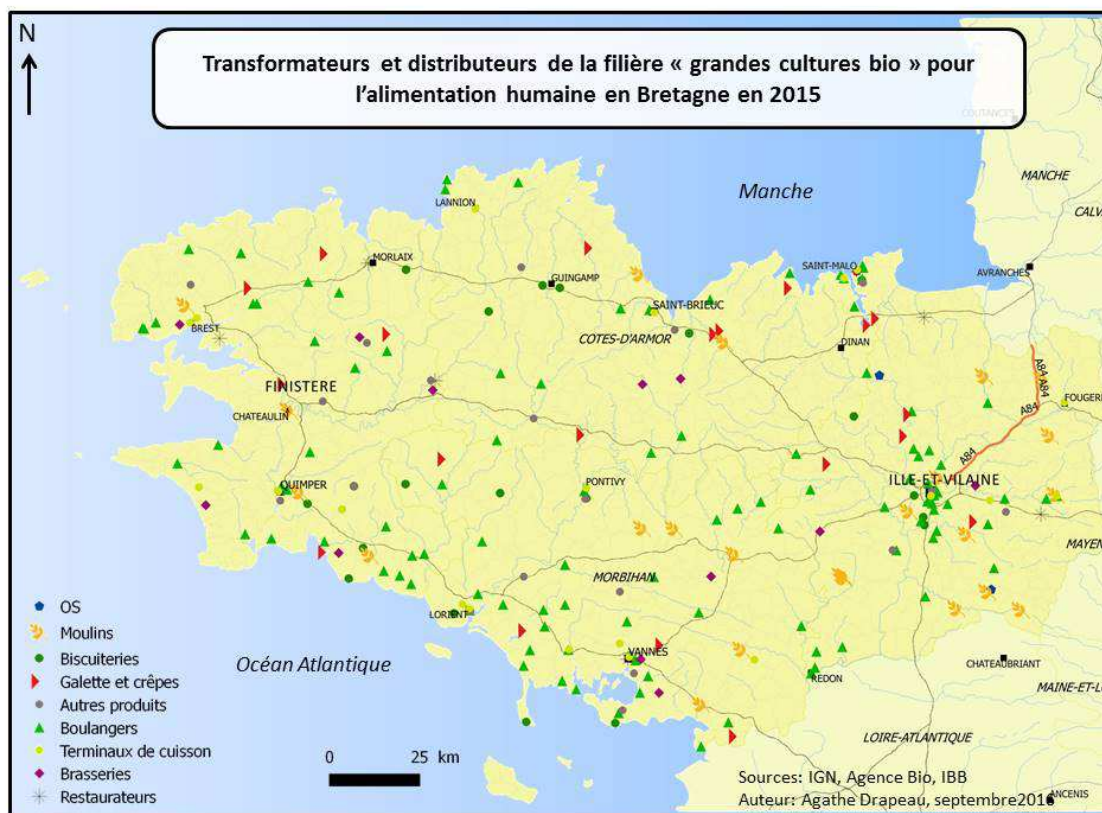 N
Transformateurs et distributeurs de la filière « grandes cultures bio » pour
l'alimentation humaine en Bretagne en 2015
COUTANCES
MANCHE
Manche
CALV
LANNION
MORLAIX
GUINGAMP
SAINT-MALO
AVRANCHES
SAINT-BRIEUC
BREST
COTES-D'ARMOR
DINAN
A84 A84
FINISTERE
FOUGERE
CHATEAULIN
A84
A84
QUIMPER
PONTIVY
ILLE-ET-VILAINE
MAYEN
MORBIHAN
LORIENT
OS
Moulins
Biscuiteries
Galette et crêpes
Autres produits
Boulangers
Terminaux de cuisson
Brasseries
Restaurateurs
Océan Atlantique
VANNES
REDON
CHATEAUBRIANT
MAINE-ET-LO
LOIRE-ATLANTIQUE
0
25 km
Sources: IGN, Agence Bio, IBB
Auteur: Agathe Drapeau, septembre2016
ANCENIS